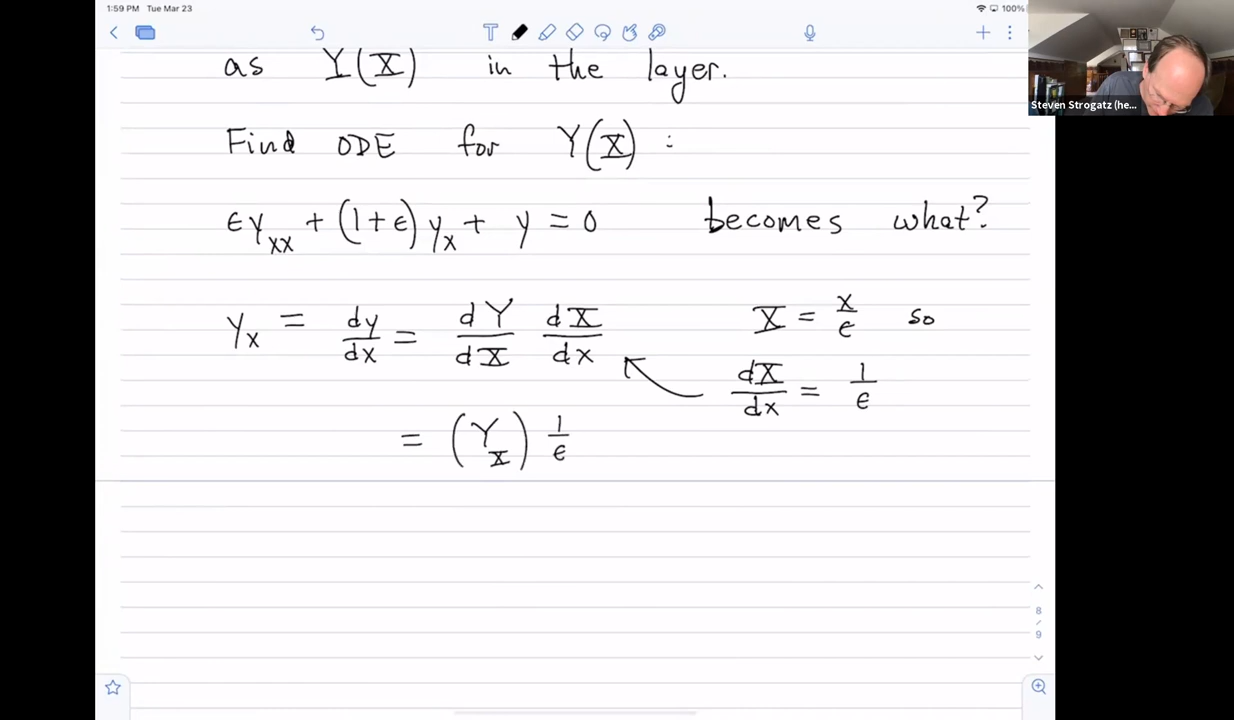 1:59 PM Tue Mar 23
100%
as Y(X) in the layer.
Steven Strogatz (he...
Find ODE for Y(X) :
ϵy_xx + (1+ϵ) y_x + y = 0 becomes what?
y_x = dy/dx = dY/dX dX/dx X = x/ϵ so
dX/dx = 1/ϵ
= (Y_X) 1/ϵ
8 / 9